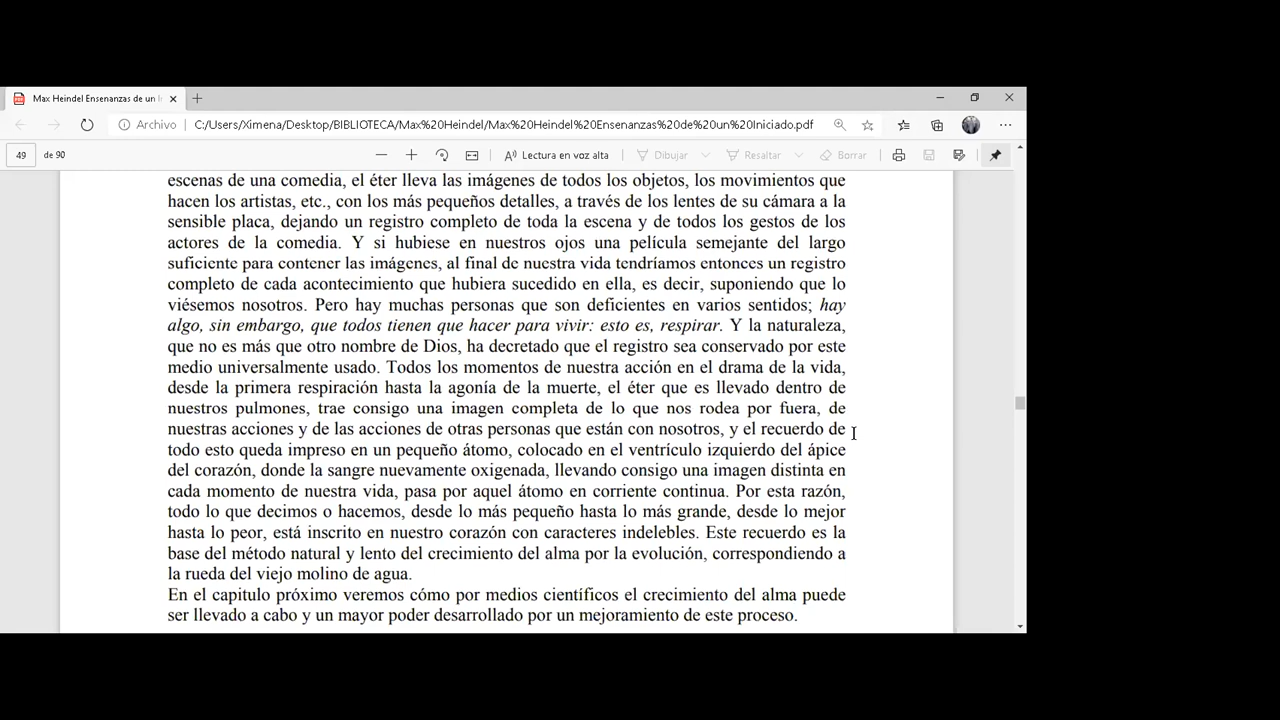 Max Heindel Ensenanzas de un I
Archivo
C:/Users/Ximena/Desktop/BIBLIOTECA/Max%20Heindel/Max%20Heindel%20Ensenanzas%20de%20un%20Iniciado.pdf
49 de 90
Lectura en voz alta
Dibujar
Resaltar
Borrar
escenas de una comedia, el éter lleva las imágenes de todos los objetos, los movimientos que
hacen los artistas, etc., con los más pequeños detalles, a través de los lentes de su cámara a la
sensible placa, dejando un registro completo de toda la escena y de todos los gestos de los
actores de la comedia. Y si hubiese en nuestros ojos una película semejante del largo
suficiente para contener las imágenes, al final de nuestra vida tendríamos entonces un registro
completo de cada acontecimiento que hubiera sucedido en ella, es decir, suponiendo que lo
viésemos nosotros. Pero hay muchas personas que son deficientes en varios sentidos; hay
algo, sin embargo, que todos tienen que hacer para vivir: esto es, respirar. Y la naturaleza,
que no es más que otro nombre de Dios, ha decretado que el registro sea conservado por este
medio universalmente usado. Todos los momentos de nuestra acción en el drama de la vida,
desde la primera respiración hasta la agonía de la muerte, el éter que es llevado dentro de
nuestros pulmones, trae consigo una imagen completa de lo que nos rodea por fuera, de
nuestras acciones y de las acciones de otras personas que están con nosotros, y el recuerdo de
todo esto queda impreso en un pequeño átomo, colocado en el ventrículo izquierdo del ápice
del corazón, donde la sangre nuevamente oxigenada, llevando consigo una imagen distinta en
cada momento de nuestra vida, pasa por aquel átomo en corriente continua. Por esta razón,
todo lo que decimos o hacemos, desde lo más pequeño hasta lo más grande, desde lo mejor
hasta lo peor, está inscrito en nuestro corazón con caracteres indelebles. Este recuerdo es la
base del método natural y lento del crecimiento del alma por la evolución, correspondiendo a
la rueda del viejo molino de agua.
En el capitulo próximo veremos cómo por medios científicos el crecimiento del alma puede
ser llevado a cabo y un mayor poder desarrollado por un mejoramiento de este proceso.